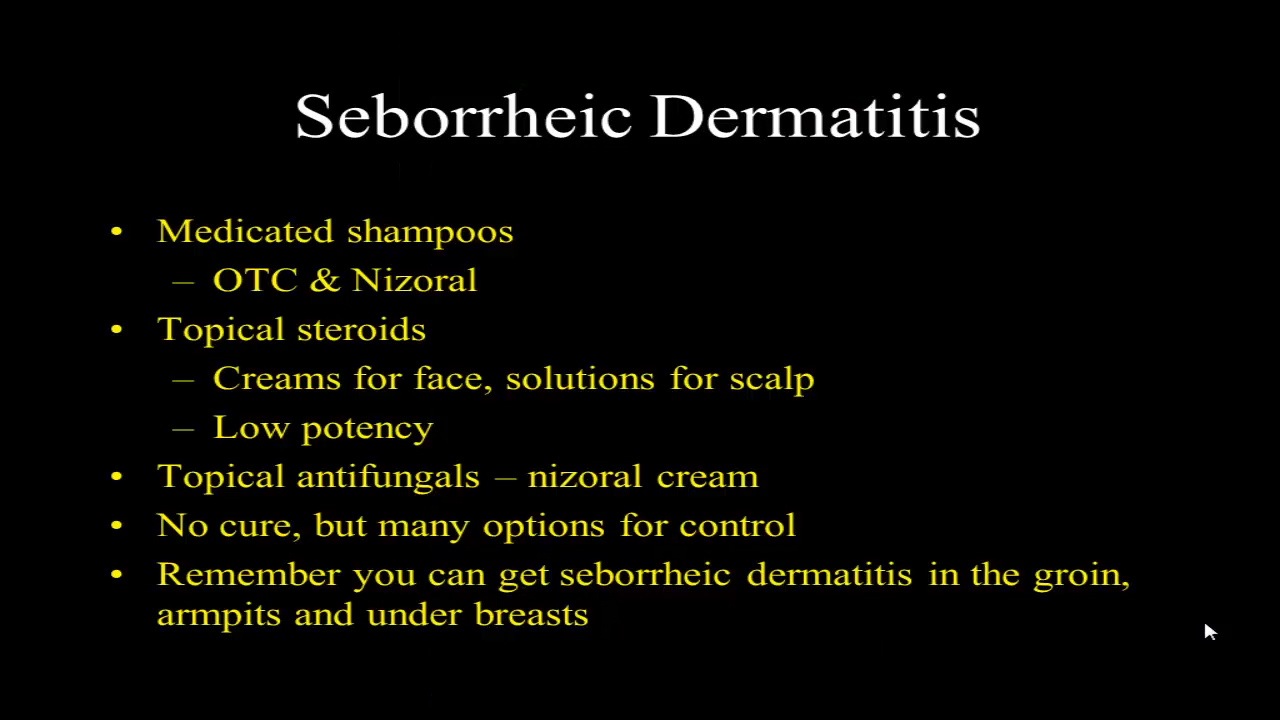 Seborrheic Dermatitis
• Medicated shampoos
– OTC & Nizoral
• Topical steroids
– Creams for face, solutions for scalp
– Low potency
• Topical antifungals – nizoral cream
• No cure, but many options for control
• Remember you can get seborrheic dermatitis in the groin,
armpits and under breasts